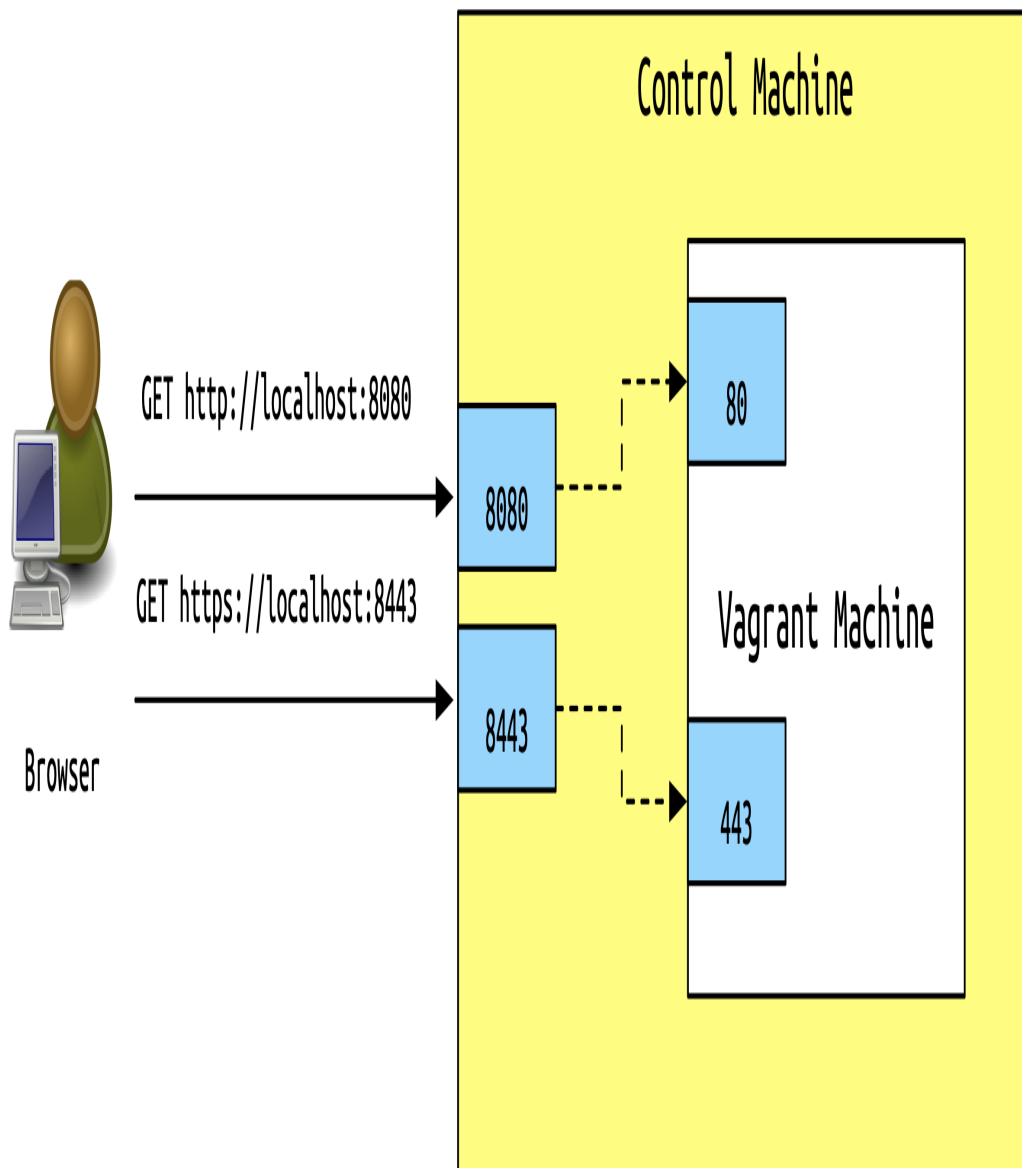 Control Machine
GET http://localhost:8080
80
8080
GET https://localhost:8443
Vagrant Machine
8443
Browser
443